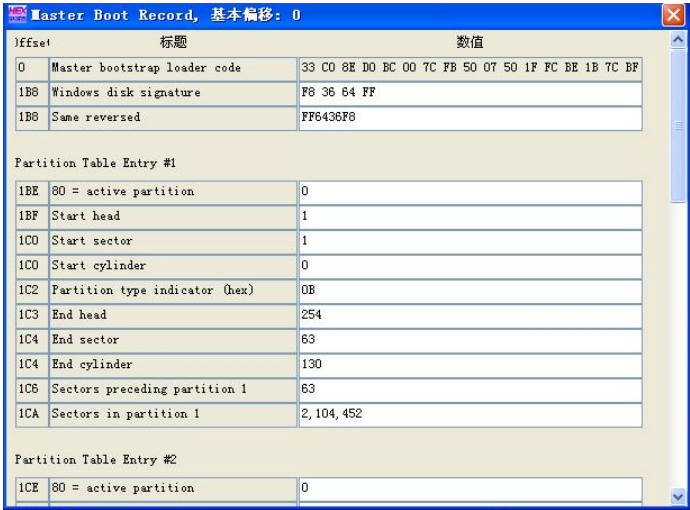 Master Boot Record, 基本偏移: 0
Offset 标题 数值
0 Master bootstrap loader code 33 C0 8E D0 BC 00 7C FB 50 07 50 1F FC BE 1B 7C BF
1B8 Windows disk signature F8 36 64 FF
1B8 Same reversed FF6436F8
Partition Table Entry #1
1BE 80 = active partition 0
1BF Start head 1
1C0 Start sector 1
1C0 Start cylinder 0
1C2 Partition type indicator (hex) 0B
1C3 End head 254
1C4 End sector 63
1C4 End cylinder 130
1C6 Sectors preceding partition 1 63
1CA Sectors in partition 1 2,104,452
Partition Table Entry #2
1CE 80 = active partition 0